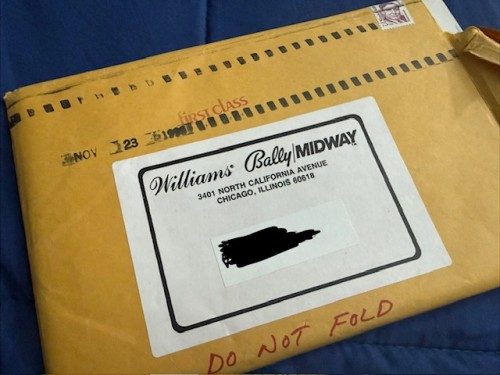 First Class
NOV 23
Williams® Bally/MIDWAY
3401 NORTH CALIFORNIA AVENUE
CHICAGO, ILLINOIS 60618
DO NOT FOLD